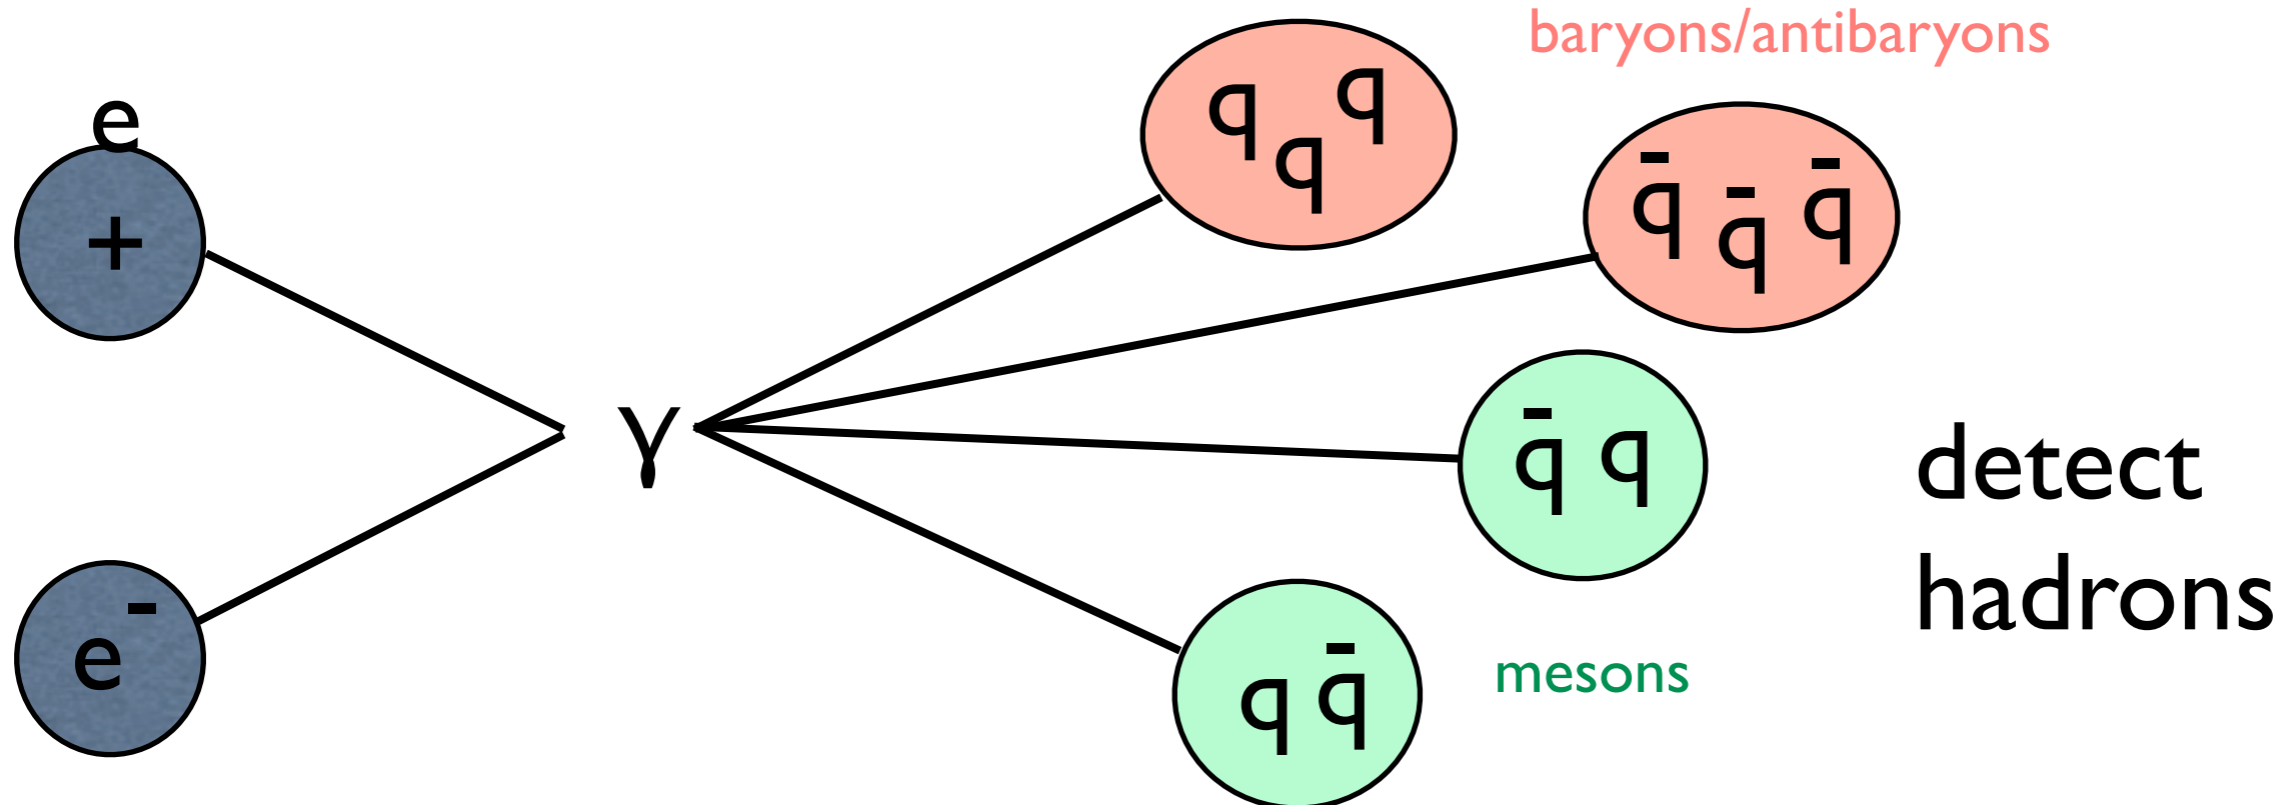 baryons/antibaryons
e
+
q q q
q̄ q̄ q̄
γ
q̄ q
detect
hadrons
e-
q q̄
mesons